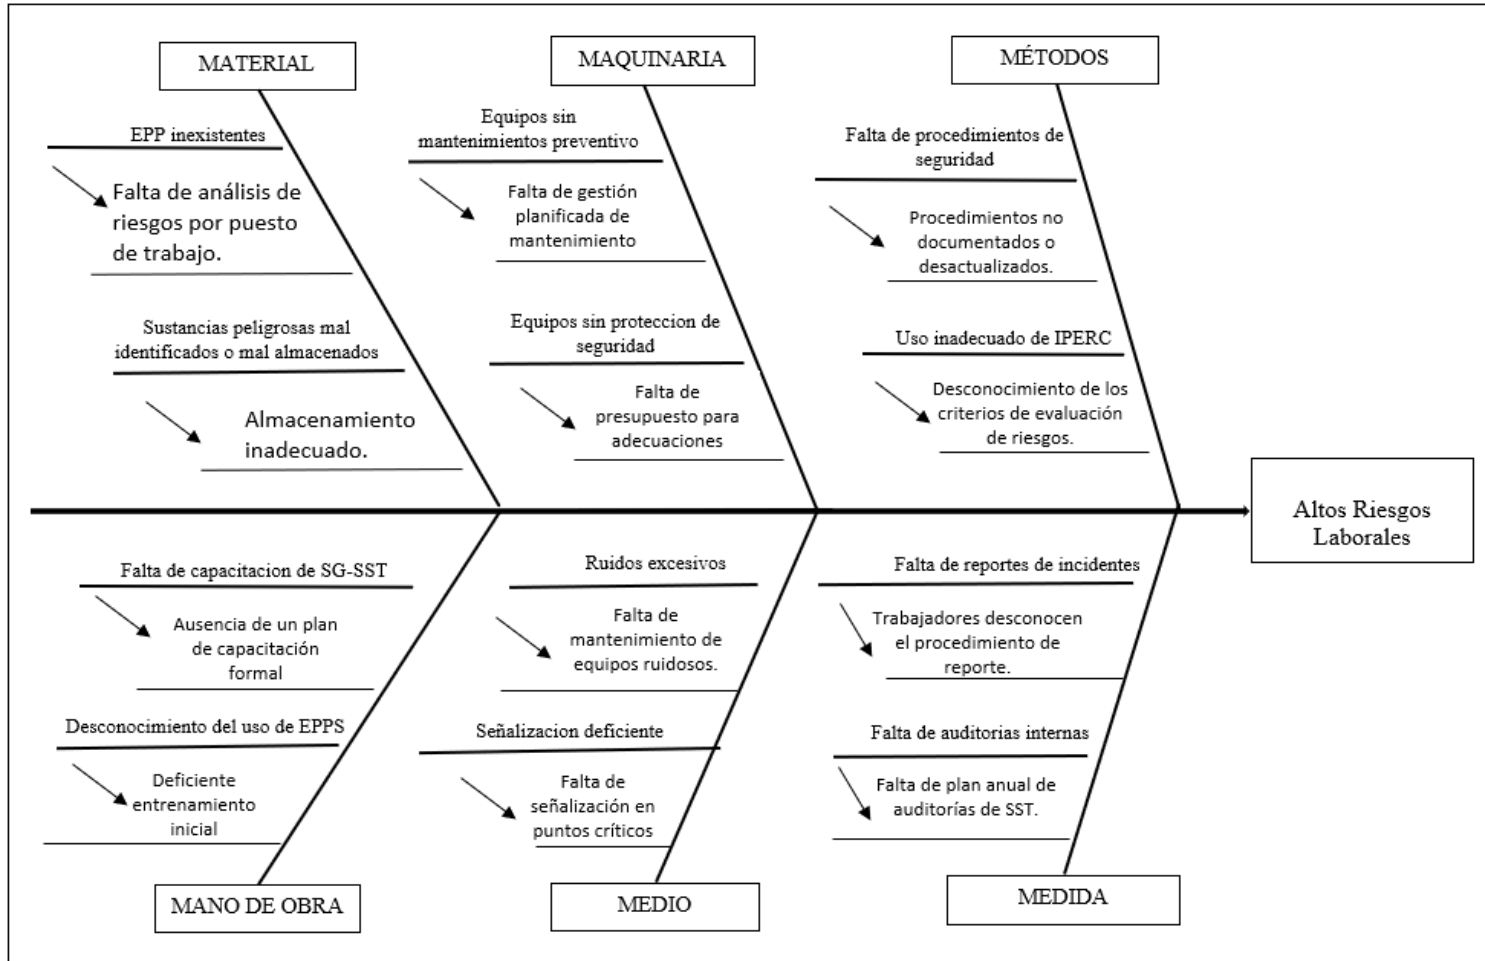 MATERIAL
EPP inexistentes
Falta de análisis de
riesgos por puesto
de trabajo.
Sustancias peligrosas mal
identificados o mal almacenados
Almacenamiento
inadecuado.
MAQUINARIA
Equipos sin
mantenimientos preventivo
Falta de gestión
planificada de
mantenimiento
Equipos sin proteccion de
seguridad
Falta de
presupuesto para
adecuaciones
MÉTODOS
Falta de procedimientos de
seguridad
Procedimientos no
documentados o
desactualizados.
Uso inadecuado de IPERC
Desconocimiento de los
criterios de evaluación
de riesgos.
Altos Riesgos
Laborales
Falta de capacitacion de SG-SST
Ausencia de un plan
de capacitación
formal
Desconocimiento del uso de EPPS
Deficiente
entrenamiento
inicial
MANO DE OBRA
Ruidos excesivos
Falta de
mantenimiento de
equipos ruidosos.
Señalizacion deficiente
Falta de
señalización en
puntos críticos
MEDIO
Falta de reportes de incidentes
Trabajadores desconocen
el procedimiento de
reporte.
Falta de auditorias internas
Falta de plan anual de
auditorías de SST.
MEDIDA